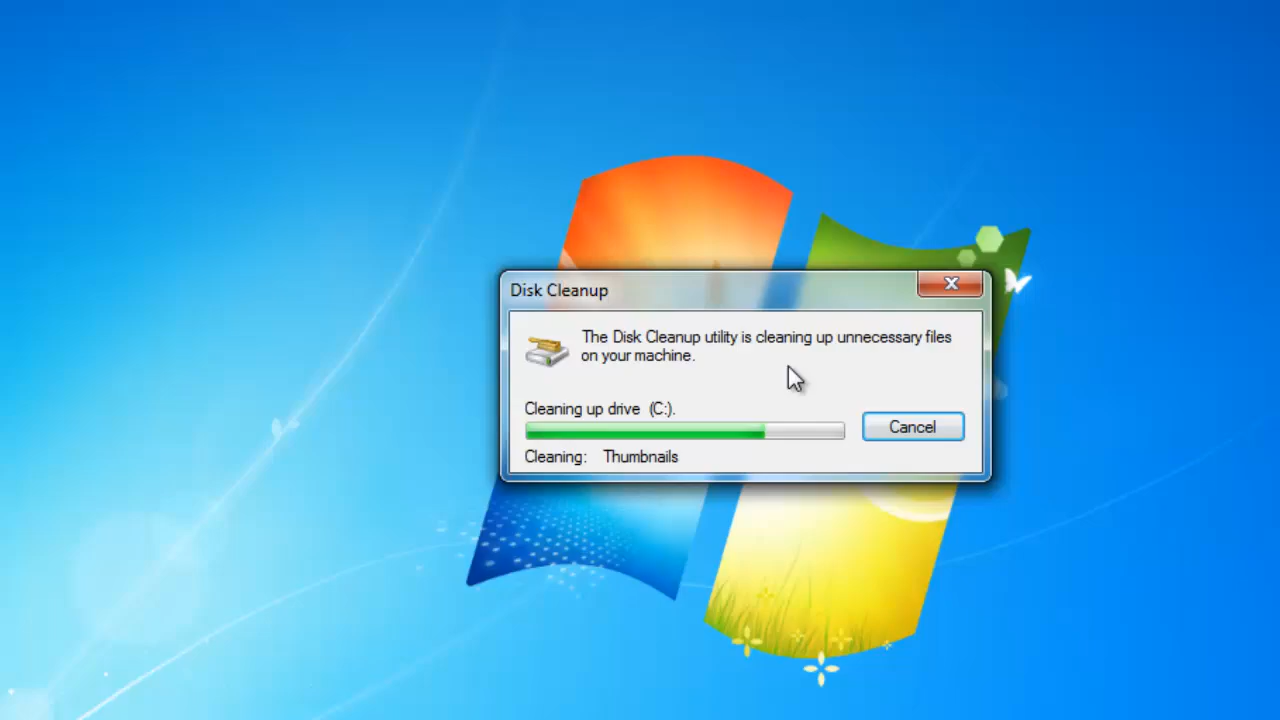 Disk Cleanup
The Disk Cleanup utility is cleaning up unnecessary files
on your machine.
Cleaning up drive (C:).
Cancel
Cleaning: Thumbnails